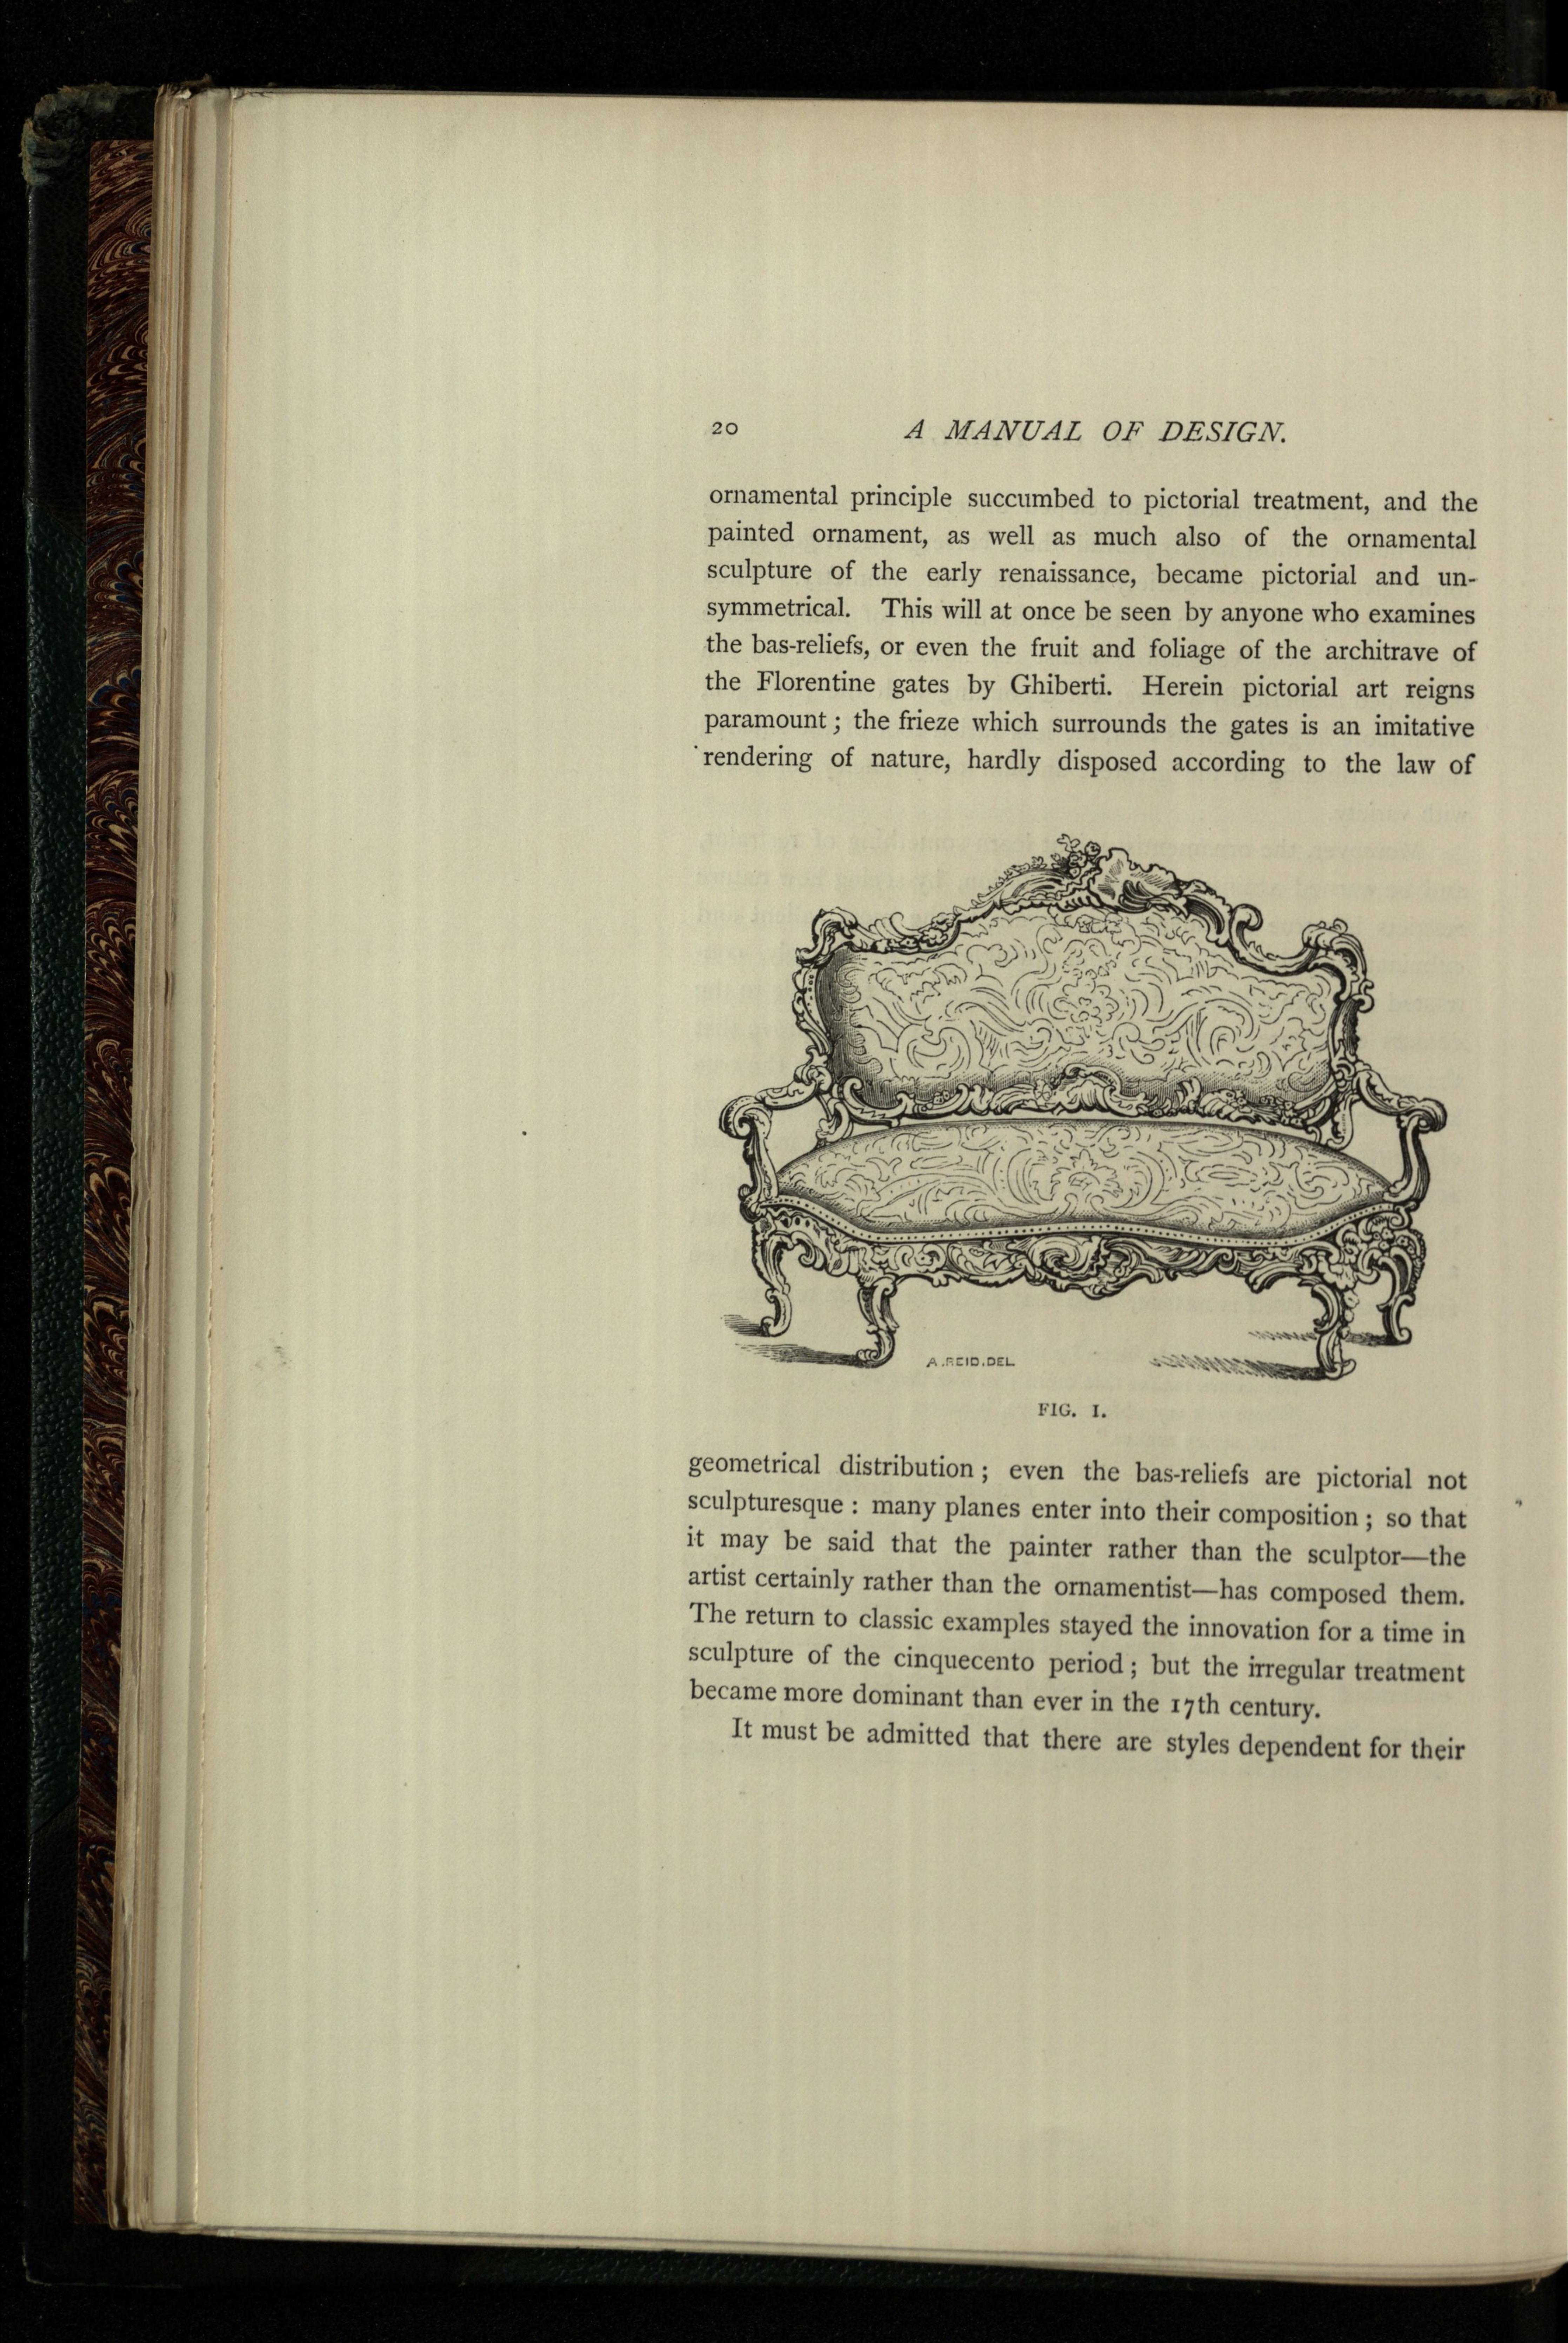 20 A MANUAL OF DESIGN.
ornamental principle succumbed to pictorial treatment, and the
painted ornament, as well as much also of the ornamental
sculpture of the early renaissance, became pictorial and un-
symmetrical. This will at once be seen by anyone who examines
the bas-reliefs, or even the fruit and foliage of the architrave of
the Florentine gates by Ghiberti. Herein pictorial art reigns
paramount; the frieze which surrounds the gates is an imitative
rendering of nature, hardly disposed according to the law of
A. REID. DEL
FIG. I.
geometrical distribution; even the bas-reliefs are pictorial not
sculpturesque: many planes enter into their composition; so that
it may be said that the painter rather than the sculptor—the
artist certainly rather than the ornamentist—has composed them.
The return to classic examples stayed the innovation for a time in
sculpture of the cinquecento period; but the irregular treatment
became more dominant than ever in the 17th century.
It must be admitted that there are styles dependent for their